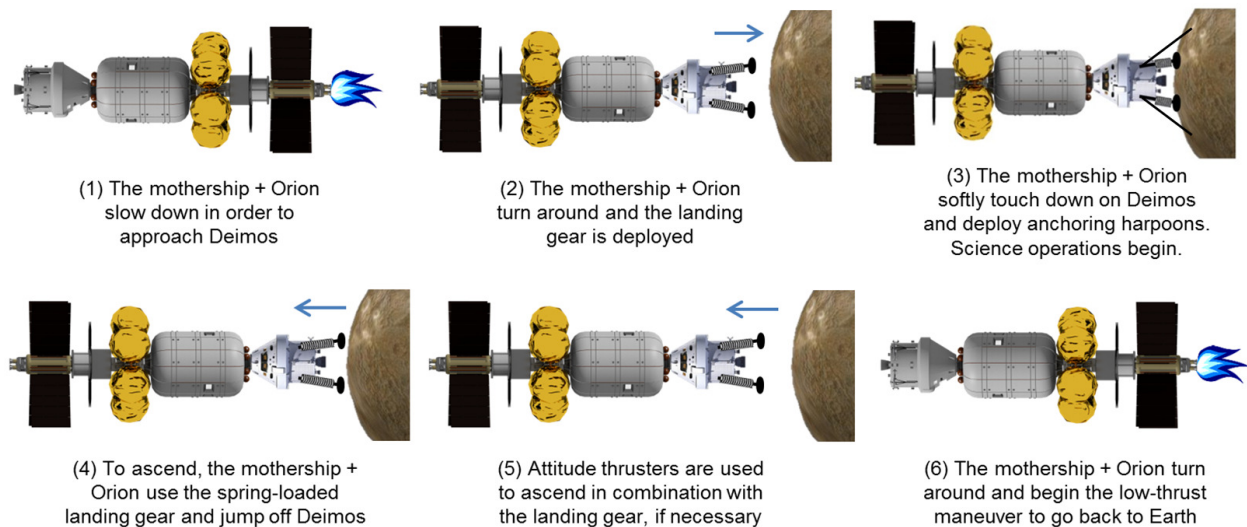 (1) The mothership + Orion
slow down in order to
approach Deimos
(2) The mothership + Orion
turn around and the landing
gear is deployed
(3) The mothership + Orion
softly touch down on Deimos
and deploy anchoring harpoons.
Science operations begin.
(4) To ascend, the mothership +
Orion use the spring-loaded
landing gear and jump off Deimos
(5) Attitude thrusters are used
to ascend in combination with
the landing gear, if necessary
(6) The mothership + Orion turn
around and begin the low-thrust
maneuver to go back to Earth